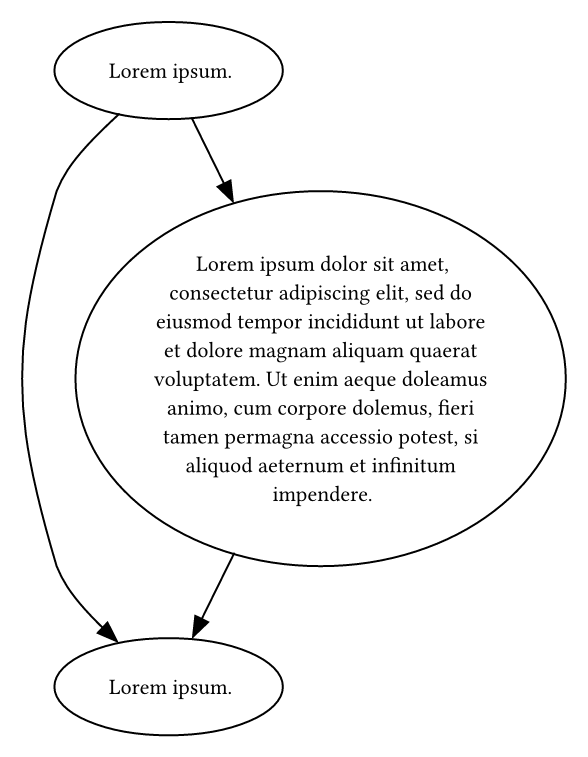 Lorem ipsum.
Lorem ipsum dolor sit amet,
consectetur adipiscing elit, sed do
eiusmod tempor incididunt ut labore
et dolore magnam aliquam quaerat
voluptatem. Ut enim aeque doleamus
animo, cum corpore dolemus, fieri
tamen permagna accessio potest, si
aliquod aeternum et infinitum
impendere.
Lorem ipsum.